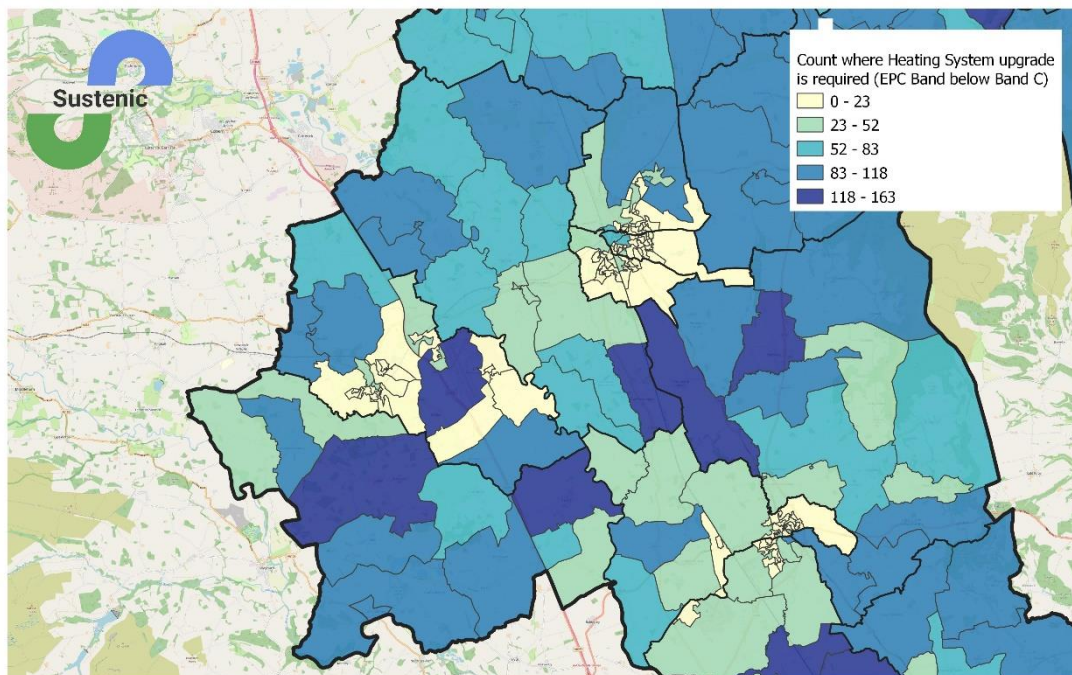 Sustenic
Count where Heating System upgrade
is required (EPC Band below Band C)
0 - 23
23 - 52
52 - 83
83 - 118
118 - 163